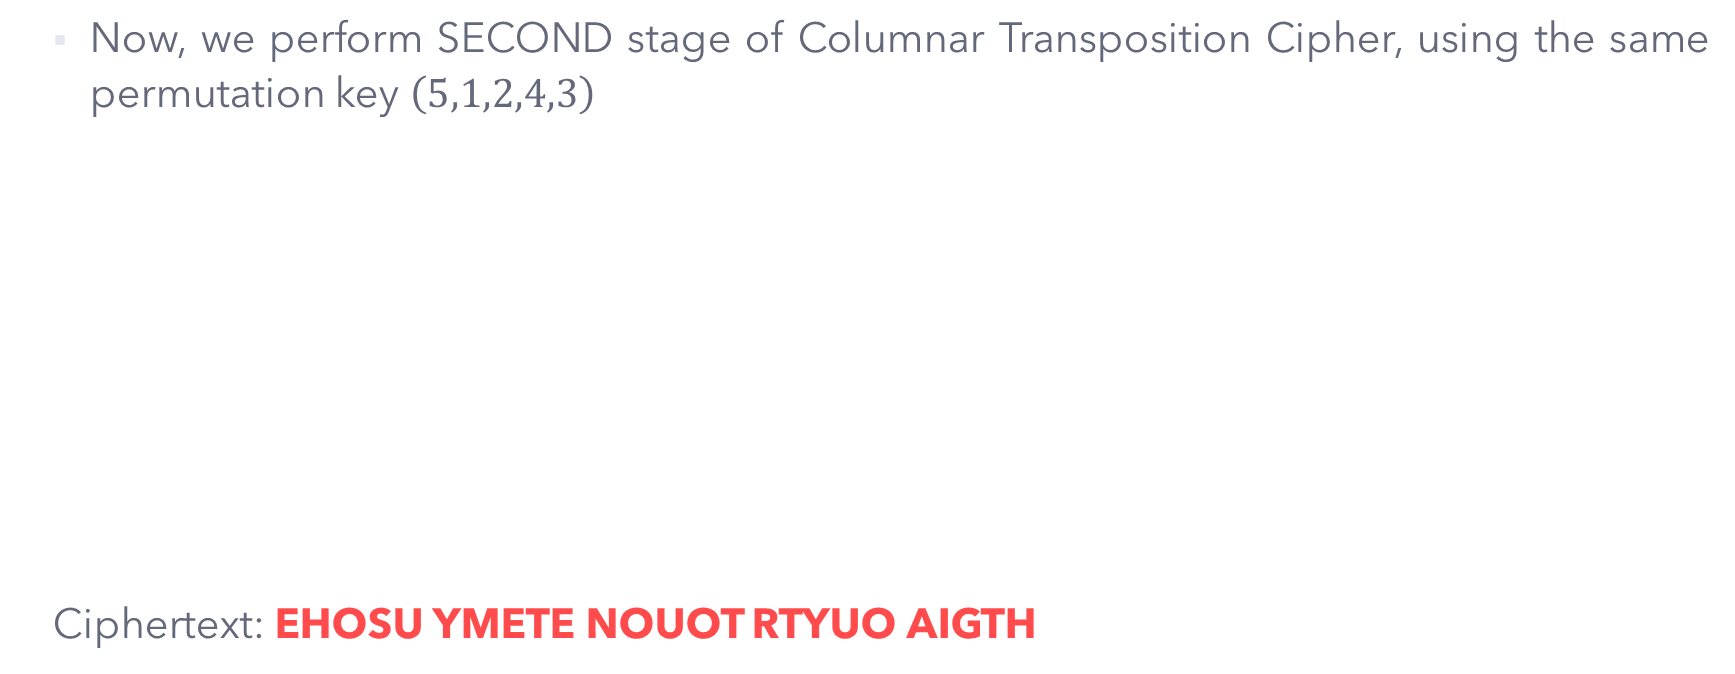 ▪ Now, we perform SECOND stage of Columnar Transposition Cipher, using the same
permutation key (5,1,2,4,3)
Ciphertext: EHOSU YMETE NOUOT RTYUO AIGTH